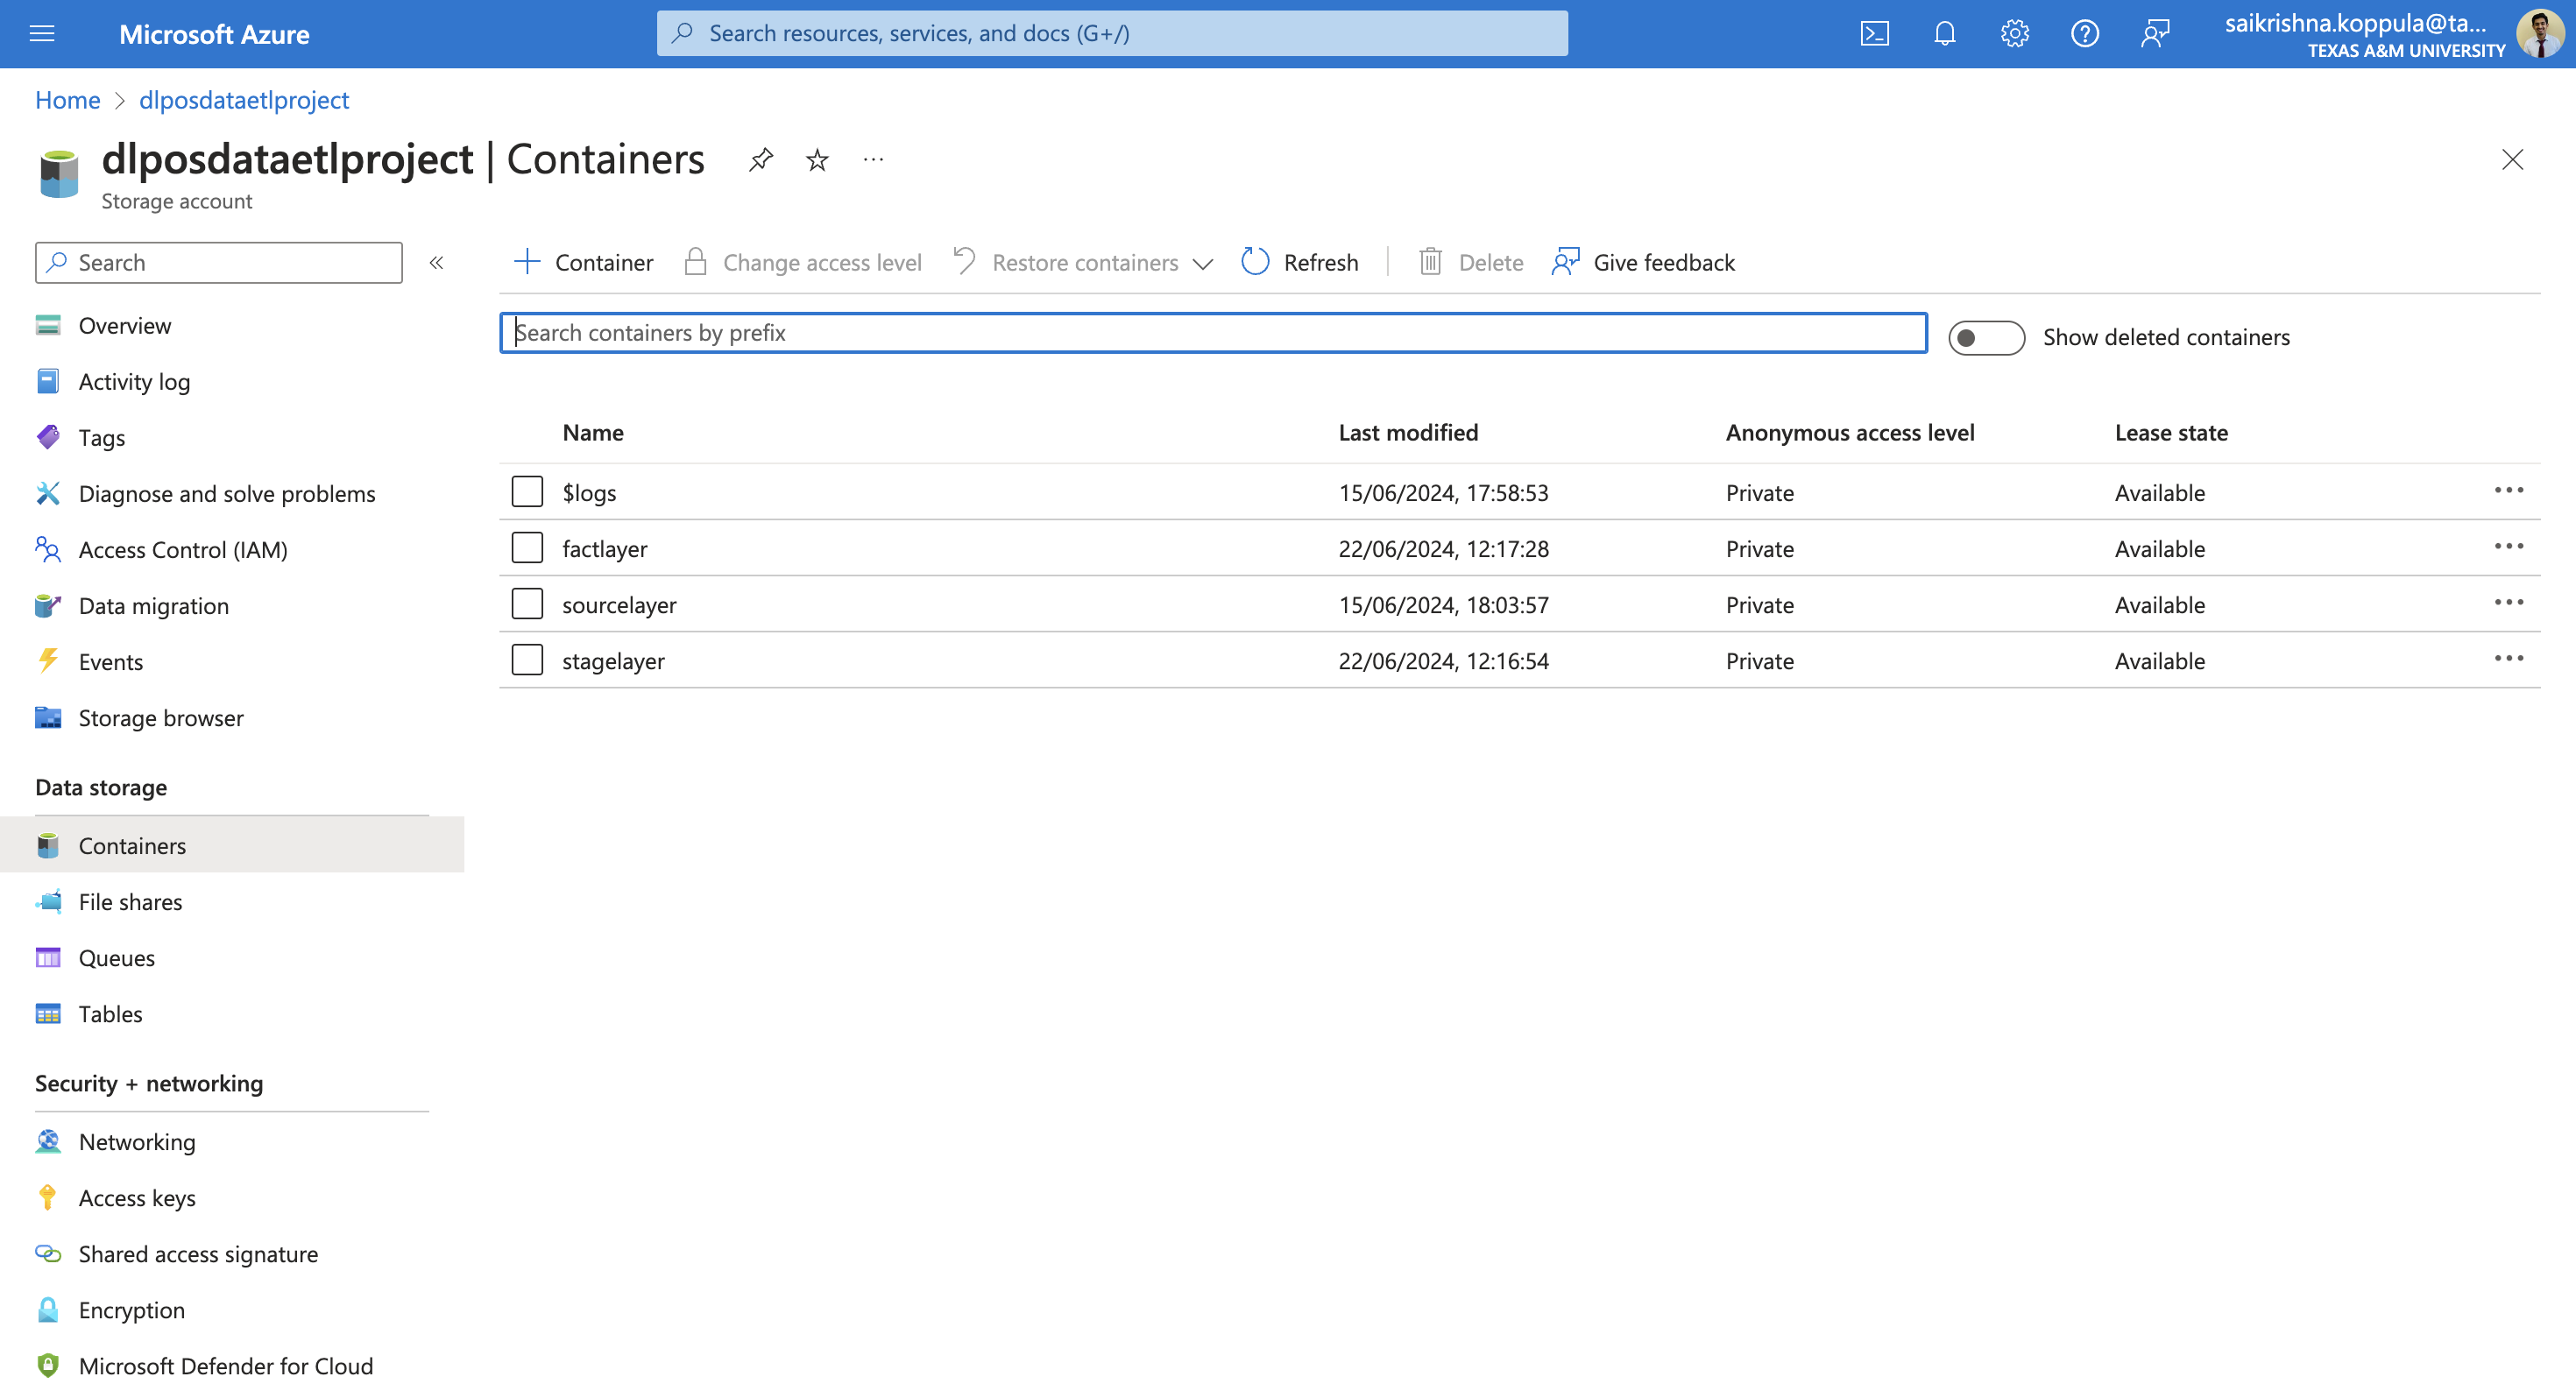 Microsoft Azure
Search resources, services, and docs (G+/)
saikrishna.koppula@ta...
TEXAS A&M UNIVERSITY
Home > dlposdataetlproject
dlposdataetlproject | Containers
Storage account
Search
Container
Change access level
Restore containers
Refresh
Delete
Give feedback
Search containers by prefix
Show deleted containers
Overview
Activity log
Tags
Diagnose and solve problems
Access Control (IAM)
Data migration
Events
Storage browser
Data storage
Containers
File shares
Queues
Tables
Security + networking
Networking
Access keys
Shared access signature
Encryption
Microsoft Defender for Cloud
Name Last modified Anonymous access level Lease state
$logs 15/06/2024, 17:58:53 Private Available
factlayer 22/06/2024, 12:17:28 Private Available
sourcelayer 15/06/2024, 18:03:57 Private Available
stagelayer 22/06/2024, 12:16:54 Private Available